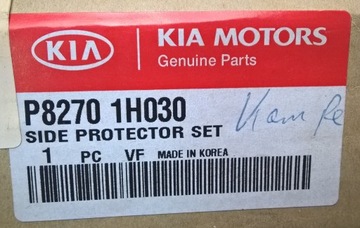 KIA
KIA MOTORS
Genuine Parts
P8270 1H030
SIDE PROTECTOR SET
1 PC VF MADE IN KOREA